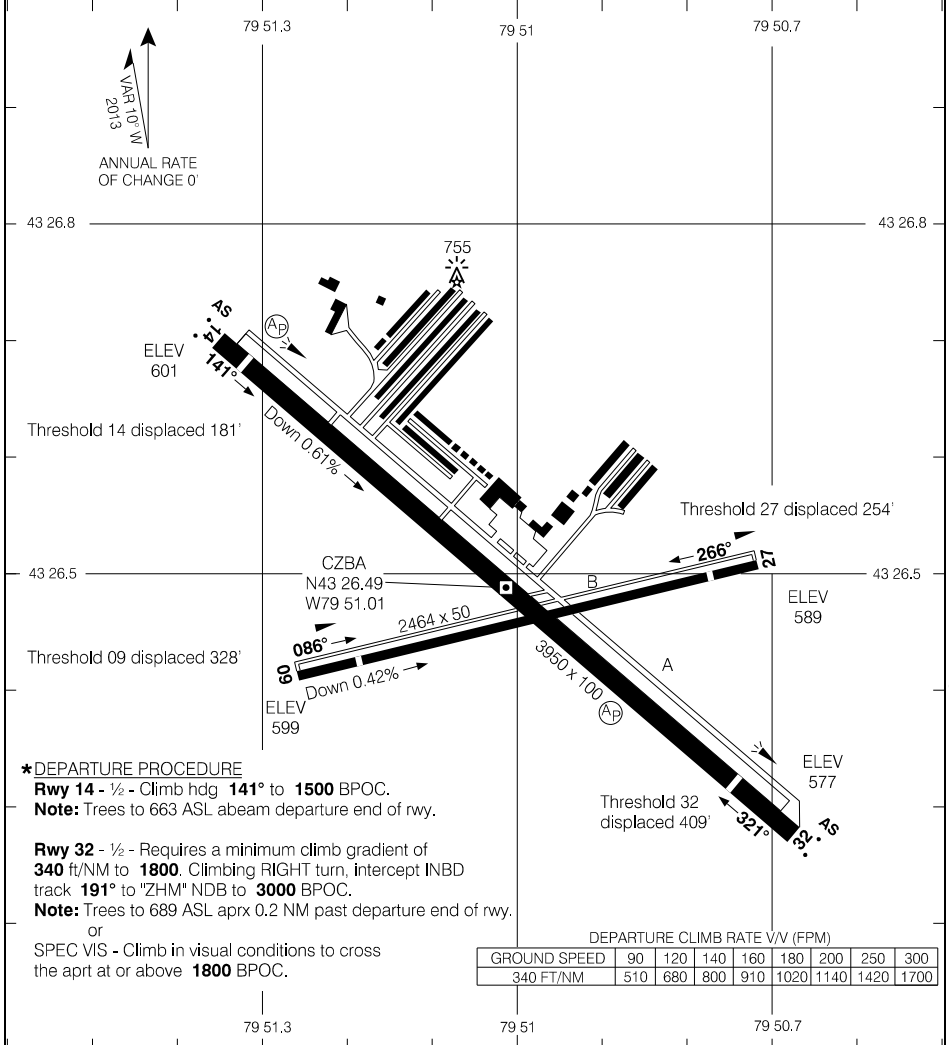 79 51.3
79 51
79 50.7
VAR 10° W
2013
ANNUAL RATE
OF CHANGE 0'
43 26.8
43 26.8
755
AS
14
AP
ELEV
601
141°
Threshold 14 displaced 181'
Down 0.61%
Threshold 27 displaced 254'
266°
27
CZBA
N43 26.49
W79 51.01
43 26.5
B
ELEV
589
2464 x 50
086°
Threshold 09 displaced 328'
09
Down 0.42%
ELEV
599
3950 x 100
AP
A
ELEV
577
Threshold 32
displaced 409'
321°
32
AS
*DEPARTURE PROCEDURE
Rwy 14 - ½ - Climb hdg 141° to 1500 BPOC.
Note: Trees to 663 ASL abeam departure end of rwy.
Rwy 32 - ½ - Requires a minimum climb gradient of
340 ft/NM to 1800. Climbing RIGHT turn, intercept INBD
track 191° to "ZHM" NDB to 3000 BPOC.
Note: Trees to 689 ASL aprx 0.2 NM past departure end of rwy.
or
SPEC VIS - Climb in visual conditions to cross
the aprt at or above 1800 BPOC.
DEPARTURE CLIMB RATE V/V (FPM)
GROUND SPEED 90 120 140 160 180 200 250 300
340 FT/NM 510 680 800 910 1020 1140 1420 1700
79 51.3
79 51
79 50.7